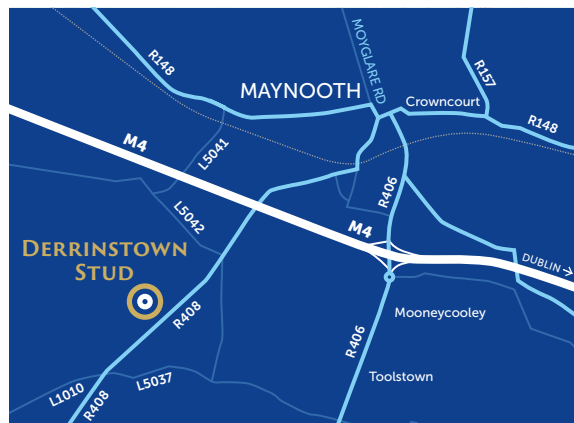 R148
MOYGLARE RD
R157
MAYNOOTH
Crowncourt
R148
M4
L5041
R406
L5042
M4
DERRINSTOWN
STUD
DUBLIN
R408
Mooneycooley
R406
Toolstown
L1010
L5037
R408